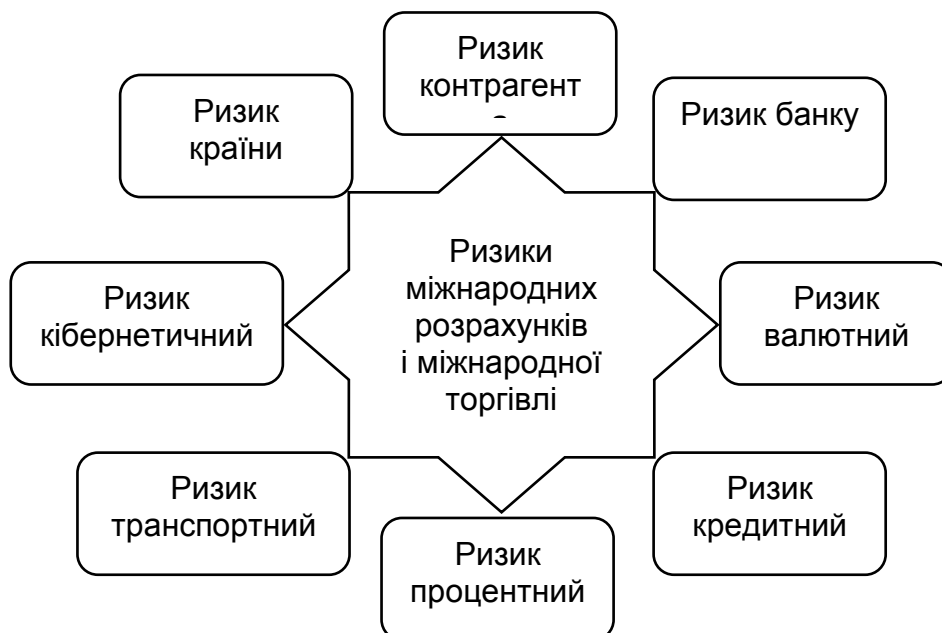 Ризик
контрагент
Ризик
країни
Ризик банку
Ризики
міжнародних
розрахунків
і міжнародної
торгівлі
Ризик
кібернетичний
Ризик
валютний
Ризик
транспортний
Ризик
кредитний
Ризик
процентний